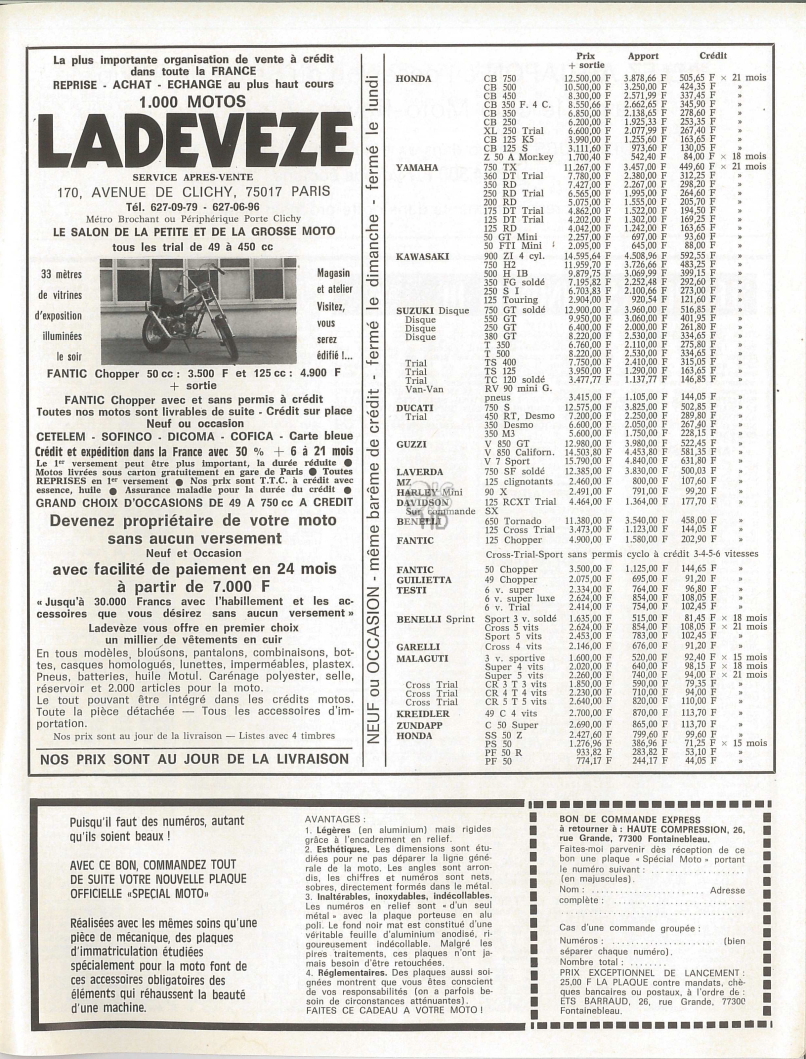 La plus importante organisation de vente à crédit
dans toute la FRANCE
REPRISE - ACHAT - ECHANGE au plus haut cours
1.000 MOTOS
LADEVEZE
SERVICE APRES-VENTE
170, AVENUE DE CLICHY, 75017 PARIS
Tél. 627-09-79 - 627-06-96
Métro Brochant ou Périphérique Porte Clichy
LE SALON DE LA PETITE ET DE LA GROSSE MOTO
tous les trial de 49 à 450 cc
33 mètres
de vitrines
d'exposition
illuminées
le soir
Magasin
et atelier
Visitez,
vous
serez
édifié !...
FANTIC Chopper 50 cc : 3.500 F et 125 cc : 4.900 F
+ sortie
FANTIC Chopper avec et sans permis à crédit
Toutes nos motos sont livrables de suite - Crédit sur place
Neuf ou occasion
CETELEM - SOFINCO - DICOMA - COFICA - Carte bleue
Crédit et expédition dans la France avec 30 % + 6 à 21 mois
Le 1er versement peut être plus important, la durée réduite ●
Motos livrées sous carton gratuitement en gare de Paris ● Toutes
REPRISES en 1er versement ● Nos prix sont T.T.C. à crédit avec
essence, huile ● Assurance maladie pour la durée du crédit ●
GRAND CHOIX D'OCCASIONS DE 49 A 750 cc A CREDIT
Devenez propriétaire de votre moto
sans aucun versement
Neuf et Occasion
avec facilité de paiement en 24 mois
à partir de 7.000 F
« Jusqu'à 30.000 Francs avec l'habillement et les ac-
cessoires que vous désirez sans aucun versement »
Ladevèze vous offre en premier choix
un millier de vêtements en cuir
En tous modèles, blousons, pantalons, combinaisons, bot-
tes, casques homologués, lunettes, imperméables, plastex.
Pneus, batteries, huile Motul. Carénage polyester, selle,
réservoir et 2.000 articles pour la moto.
Le tout pouvant être intégré dans les crédits motos.
Toute la pièce détachée — Tous les accessoires d'im-
portation.
Nos prix sont au jour de la livraison — Listes avec 4 timbres
NOS PRIX SONT AU JOUR DE LA LIVRAISON
NEUF ou OCCASION - même barême de crédit - fermé le dimanche - fermé le lundi
Prix Apport Crédit
+ sortie
HONDA CB 750 12.500,00 F 3.878,66 F 505,65 F × 21 mois
CB 500 10.500,00 F 3.250,00 F 424,35 F »
CB 450 8.300,00 F 2.571,99 F 337,45 F »
CB 350 F. 4 C. 8.550,66 F 2.662,65 F 345,90 F »
CB 350 6.850,00 F 2.138,65 F 278,60 F »
CB 250 6.200,00 F 1.925,33 F 253,35 F »
XL 250 Trial 6.600,00 F 2.077,99 F 267,40 F »
CB 125 K5 3.990,00 F 1.255,60 F 163,65 F »
CB 125 S 3.111,60 F 973,60 F 130,05 F »
Z 50 A Monkey 1.700,40 F 542,40 F 84,00 F × 18 mois
YAMAHA 750 TX 11.267,00 F 3.457,00 F 449,60 F × 21 mois
360 DT Trial 7.780,00 F 2.380,00 F 312,25 F »
350 RD 7.427,00 F 2.267,00 F 298,20 F »
250 RD Trial 6.565,00 F 1.995,00 F 264,60 F »
200 RD 5.075,00 F 1.555,00 F 205,70 F »
175 DT Trial 4.862,00 F 1.522,00 F 194,50 F »
125 DT Trial 4.202,00 F 1.302,00 F 169,25 F »
125 RD 4.042,00 F 1.242,00 F 163,65 F »
50 GT Mini 2.257,00 F 697,00 F 93,60 F »
50 FTI Mini 2.095,00 F 645,00 F 88,00 F »
KAWASAKI 900 ZI 4 cyl. 14.595,64 F 4.508,96 F 592,55 F »
750 H2 11.959,70 F 3.726,66 F 483,25 F »
500 H IB 9.879,75 F 3.069,99 F 399,15 F »
350 FG soldé 7.195,82 F 2.252,48 F 292,60 F »
250 S I 6.703,83 F 2.100,66 F 273,00 F »
125 Touring 2.904,00 F 920,54 F 121,60 F »
SUZUKI Disque 750 GT soldé 12.900,00 F 3.960,00 F 516,85 F »
Disque 550 GT 9.950,00 F 3.060,00 F 401,95 F »
Disque 250 GT 6.400,00 F 2.000,00 F 261,80 F »
Disque 380 GT 8.220,00 F 2.530,00 F 334,65 F »
T 350 6.760,00 F 2.110,00 F 275,80 F »
T 500 8.220,00 F 2.530,00 F 334,65 F »
Trial TS 400 7.750,00 F 2.410,00 F 315,05 F »
Trial TS 125 3.950,00 F 1.290,00 F 163,65 F »
Trial TC 120 soldé 3.477,77 F 1.137,77 F 146,85 F »
Van-Van RV 90 mini G.
pneus 3.415,00 F 1.105,00 F 144,05 F »
DUCATI 750 S 12.575,00 F 3.825,00 F 502,85 F »
Trial 450 RT, Desmo 7.200,00 F 2.250,00 F 289,80 F »
350 Desmo 6.600,00 F 2.050,00 F 267,40 F »
350 M3 5.600,00 F 1.750,00 F 228,15 F »
GUZZI V 850 GT 12.980,00 F 3.980,00 F 522,45 F »
V 850 Californ. 14.503,80 F 4.453,80 F 581,35 F »
V 7 Sport 15.790,00 F 4.840,00 F 631,80 F »
LAVERDA 750 SF soldé 12.385,00 F 3.830,00 F 500,03 F »
MZ 125 clignotants 2.460,00 F 800,00 F 107,60 F »
HARLEY Mini 90 X 2.491,00 F 791,00 F 99,20 F »
DAVIDSON 125 RCXT Trial 4.464,00 F 1.364,00 F 177,70 F »
Sur commande SX
BENELLI 650 Tornado 11.380,00 F 3.540,00 F 458,00 F »
125 Cross Trial 3.473,00 F 1.123,00 F 144,05 F »
FANTIC 125 Chopper 4.900,00 F 1.580,00 F 202,90 F »
Cross-Trial-Sport sans permis cyclo à crédit 3-4-5-6 vitesses
FANTIC 50 Chopper 3.500,00 F 1.125,00 F 144,65 F »
GUILIETTA 49 Chopper 2.075,00 F 695,00 F 91,20 F »
TESTI 6 v. super 2.334,00 F 764,00 F 96,80 F »
6 v. super luxe 2.624,00 F 854,00 F 108,05 F »
6 v. Trial 2.414,00 F 754,00 F 102,45 F »
BENELLI Sprint Sport 3 v. soldé 1.635,00 F 515,00 F 81,45 F × 18 mois
Cross 5 vits 2.624,00 F 854,00 F 108,05 F × 21 mois
Sport 5 vits 2.453,00 F 783,00 F 102,45 F »
GARELLI Cross 4 vits 2.146,00 F 676,00 F 91,20 F »
MALAGUTI 3 v. sportive 1.600,00 F 520,00 F 92,40 F × 15 mois
Super 4 vits 2.020,00 F 640,00 F 98,15 F × 18 mois
Super 5 vits 2.260,00 F 740,00 F 94,00 F × 21 mois
Cross Trial CR 3 T 3 vits 1.850,00 F 590,00 F 79,35 F »
Cross Trial CR 4 T 4 vits 2.230,00 F 710,00 F 94,00 F »
Cross Trial CR 5 T 5 vits 2.640,00 F 820,00 F 110,00 F »
KREIDLER 49 C 4 vits 2.700,00 F 870,00 F 113,70 F »
ZUNDAPP C 50 Super 2.690,00 F 865,00 F 113,70 F »
HONDA SS 50 Z 2.427,60 F 799,60 F 99,60 F »
PS 50 1.276,96 F 386,96 F 71,25 F × 15 mois
PF 50 R 933,82 F 283,82 F 53,10 F »
PF 50 774,17 F 244,17 F 44,05 F »
Puisqu'il faut des numéros, autant
qu'ils soient beaux !
AVEC CE BON, COMMANDEZ TOUT
DE SUITE VOTRE NOUVELLE PLAQUE
OFFICIELLE «SPECIAL MOTO»
Réalisées avec les mêmes soins qu'une
pièce de mécanique, des plaques
d'immatriculation étudiées
spécialement pour la moto font de
ces accessoires obligatoires des
éléments qui réhaussent la beauté
d'une machine.
AVANTAGES :
1. Légères (en aluminium) mais rigides
grâce à l'encadrement en relief.
2. Esthétiques. Les dimensions sont étu-
diées pour ne pas déparer la ligne géné-
rale de la moto. Les angles sont arron-
dis, les chiffres et numéros sont nets,
sobres, directement formés dans le métal.
3. Inaltérables, inoxydables, indécollables.
Les numéros en relief sont « d'un seul
métal » avec la plaque porteuse en alu
poli. Le fond noir mat est constitué d'une
véritable feuille d'aluminium anodisé, ri-
goureusement indécollable. Malgré les
pires traitements, ces plaques n'ont ja-
mais besoin d'être retouchées.
4. Réglementaires. Des plaques aussi soi-
gnées montrent que vous êtes conscient
de vos responsabilités (on a parfois be-
soin de circonstances atténuantes).
FAITES CE CADEAU A VOTRE MOTO !
BON DE COMMANDE EXPRESS
à retourner à : HAUTE COMPRESSION, 26,
rue Grande, 77300 Fontainebleau.
Faites-moi parvenir dès réception de ce
bon une plaque « Spécial Moto » portant
le numéro suivant : ....................
(en majuscules).
Nom : ...................... Adresse
complète : ..........................
....................................
Cas d'une commande groupée :
Numéros : .................... (bien
séparer chaque numéro).
Nombre total : ........
PRIX EXCEPTIONNEL DE LANCEMENT :
25,00 F LA PLAQUE contre mandats, chè-
ques bancaires ou postaux, à l'ordre de :
ETS BARRAUD, 26, rue Grande, 77300
Fontainebleau.